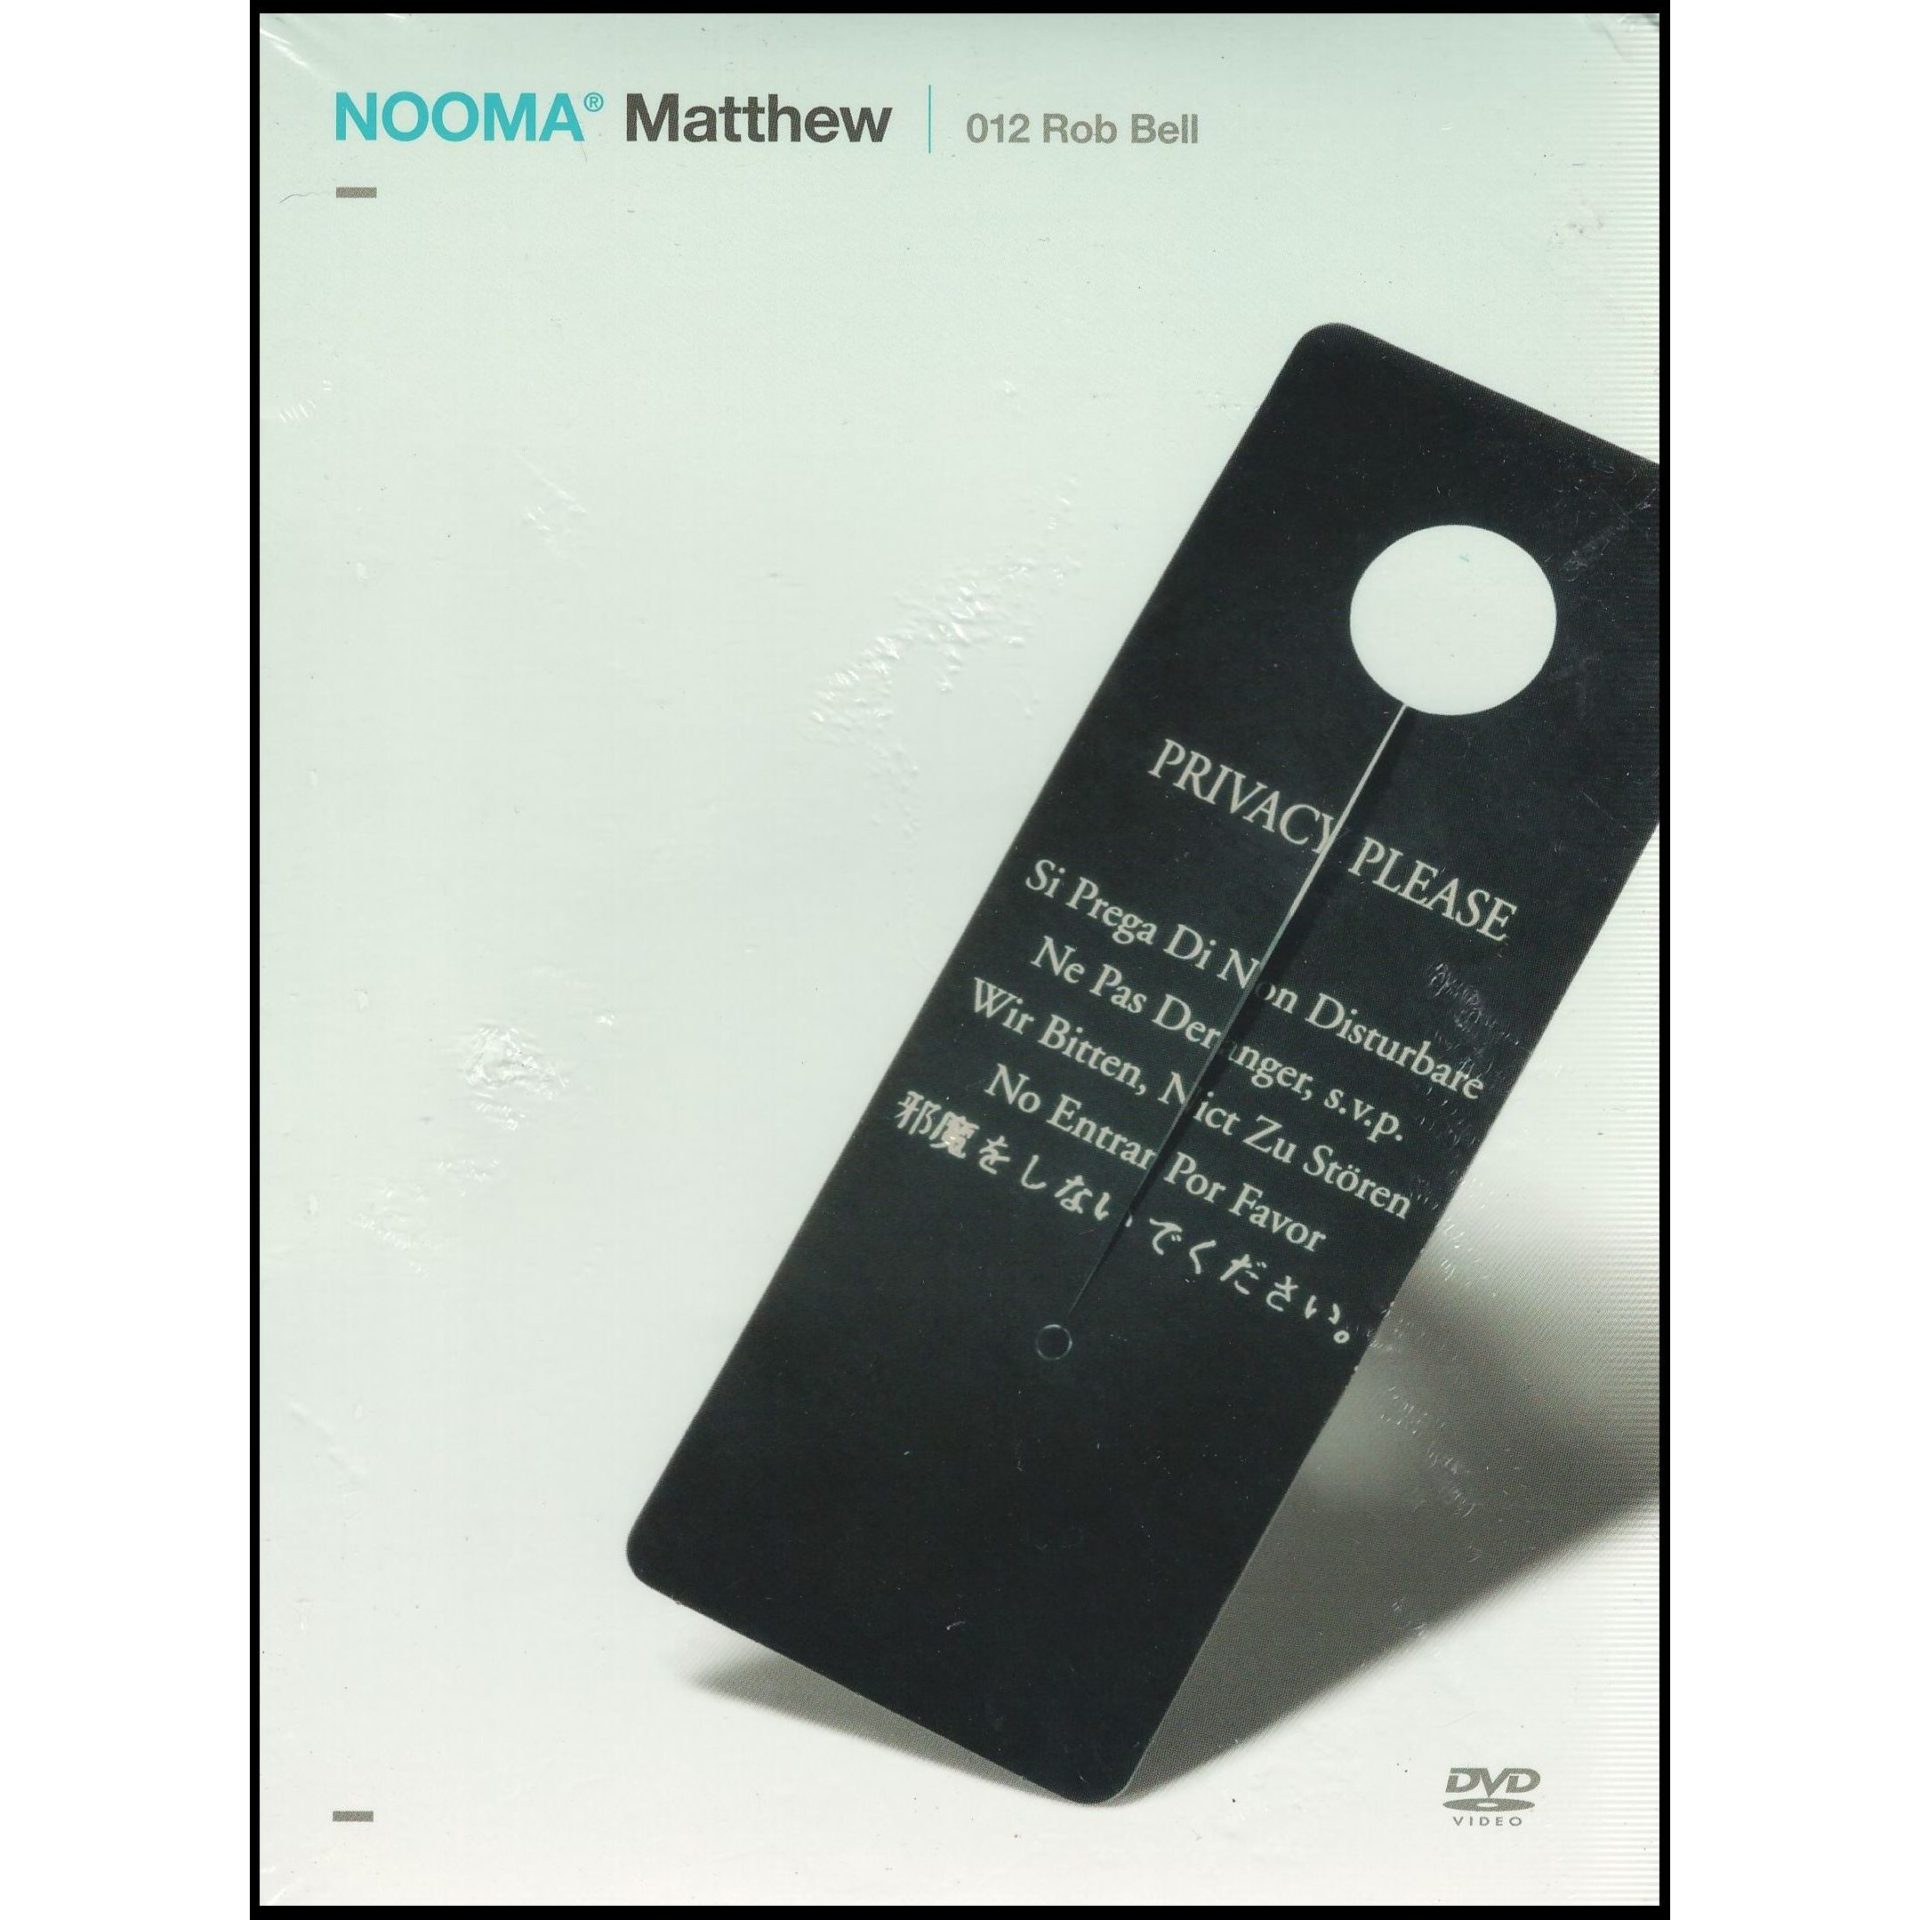 NOOMA® Matthew | 012 Rob Bell
PRIVACY PLEASE
Si Prega Di Non Disturbare
Ne Pas Deranger, s.v.p.
Wir Bitten, Nict Zu Stören
No Entrar Por Favor
邪魔をしないでください。
DVD
VIDEO